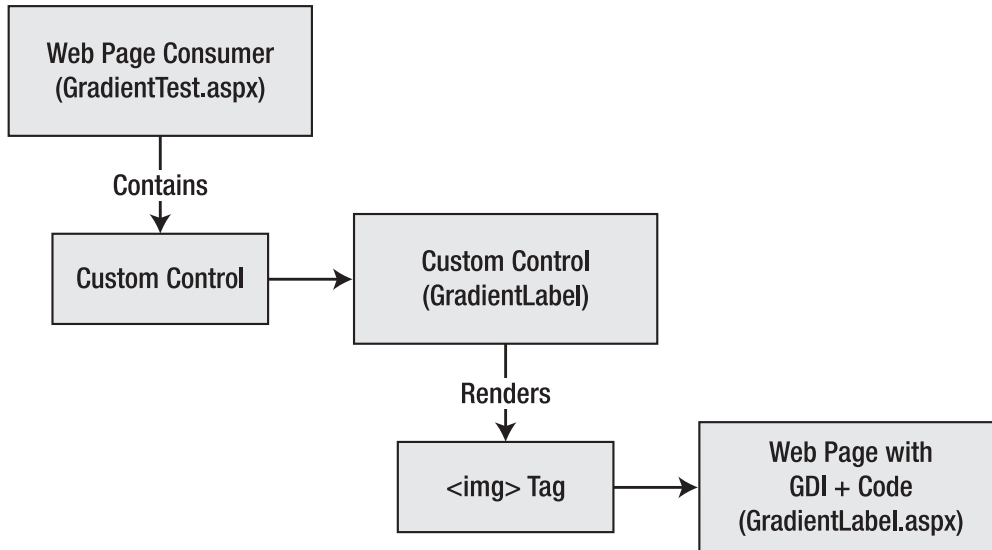 Web Page Consumer
(GradientTest.aspx)
Contains
Custom Control
Custom Control
(GradientLabel)
Renders
<img> Tag
Web Page with
GDI + Code
(GradientLabel.aspx)